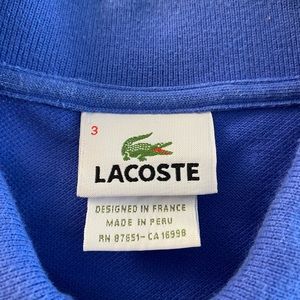 3
LACOSTE
DESIGNED IN FRANCE
MADE IN PERU
RN 87651-CA 16998